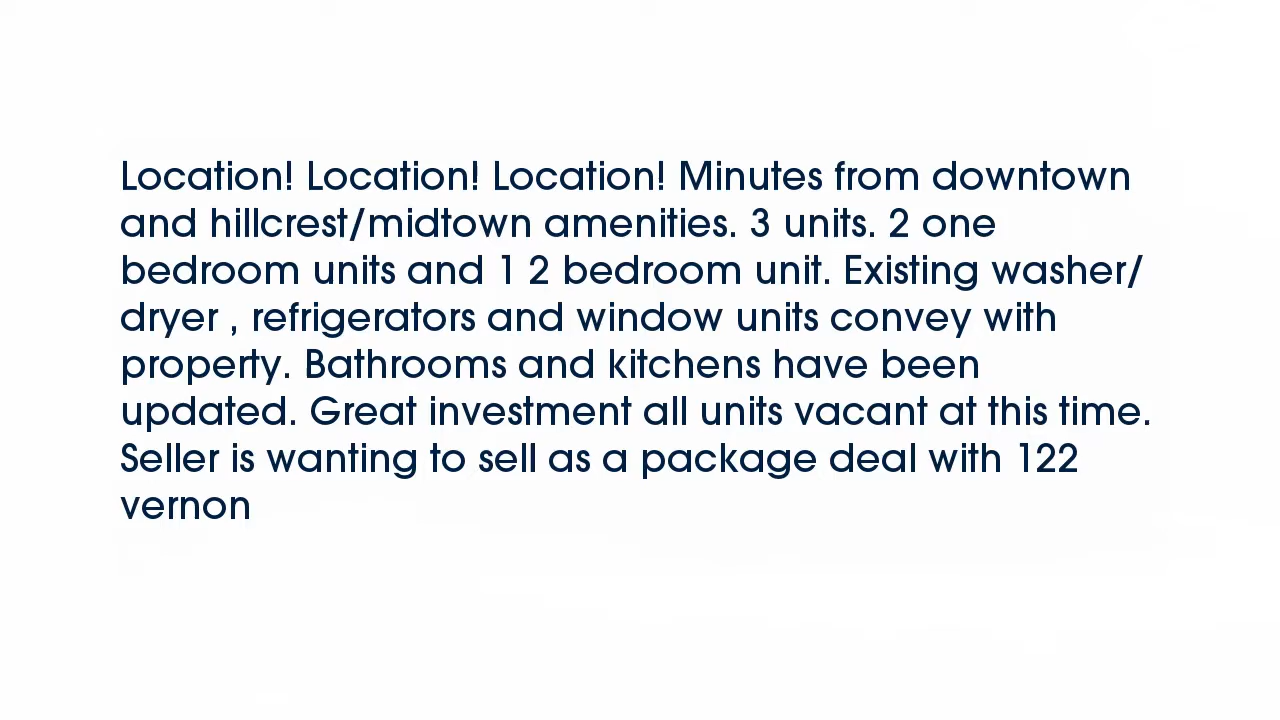 Location! Location! Location! Minutes from downtown
and hillcrest/midtown amenities. 3 units. 2 one
bedroom units and 1 2 bedroom unit. Existing washer/
dryer , refrigerators and window units convey with
property. Bathrooms and kitchens have been
updated. Great investment all units vacant at this time.
Seller is wanting to sell as a package deal with 122
vernon